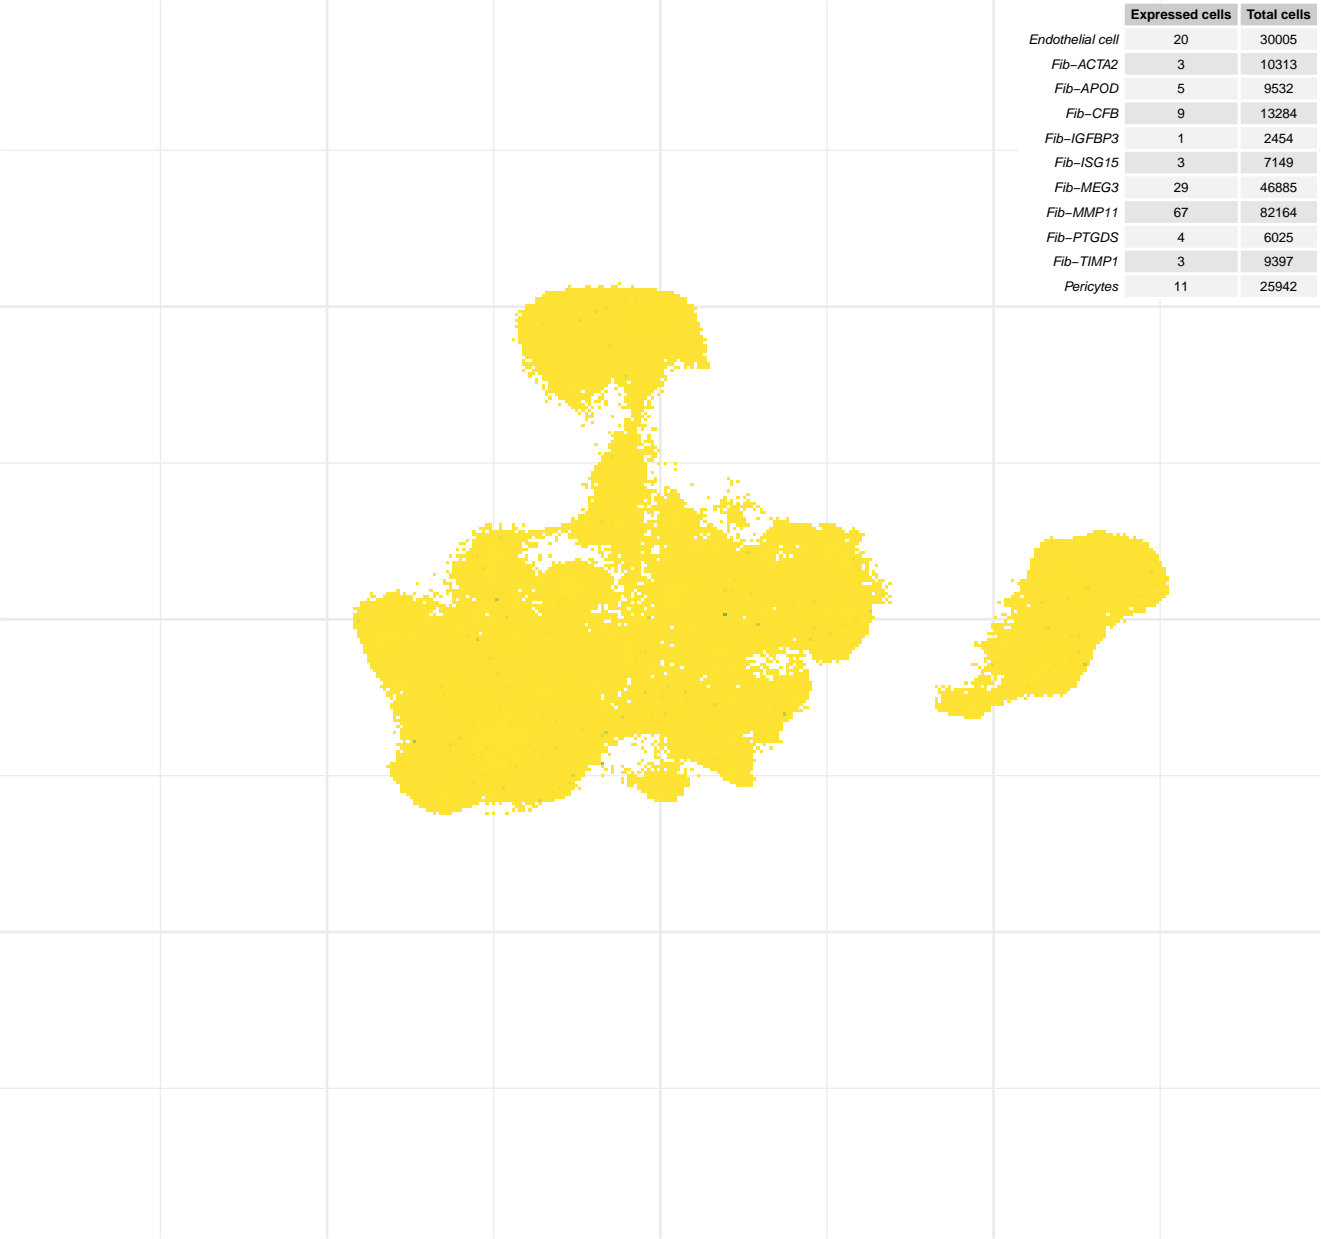 Expressed cells Total cells
Endothelial cell 20 30005
Fib−ACTA2 3 10313
Fib−APOD 5 9532
Fib−CFB 9 13284
Fib−IGFBP3 1 2454
Fib−ISG15 3 7149
Fib−MEG3 29 46885
Fib−MMP11 67 82164
Fib−PTGDS 4 6025
Fib−TIMP1 3 9397
Pericytes 11 25942